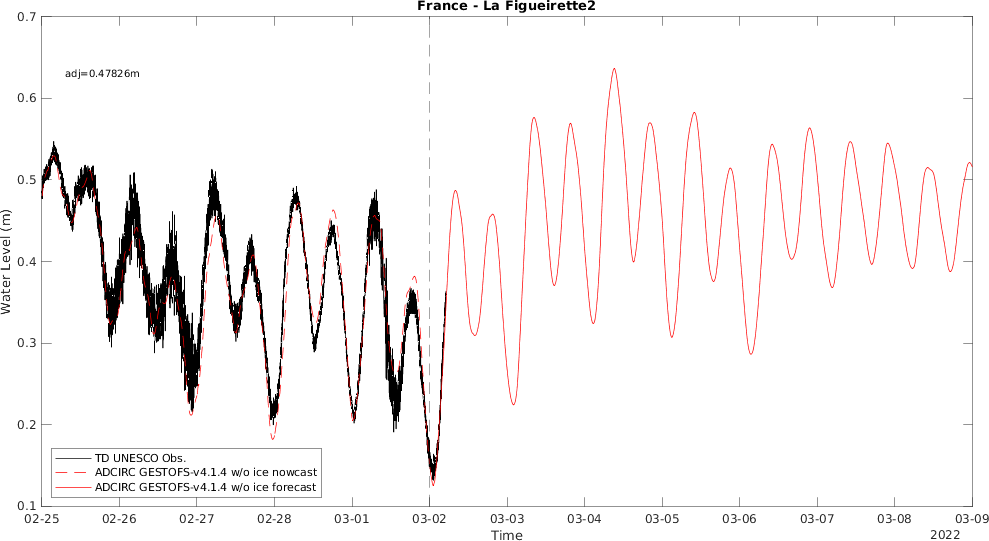 France - La Figueirette2
0.7
0.6
0.5
0.4
0.3
0.2
0.1
Water Level (m)
adj=0.47826m
TD UNESCO Obs.
ADCIRC GESTOFS-v4.1.4 w/o ice nowcast
ADCIRC GESTOFS-v4.1.4 w/o ice forecast
02-25 02-26 02-27 02-28 03-01 03-02 03-03 03-04 03-05 03-06 03-07 03-08 03-09
Time
2022